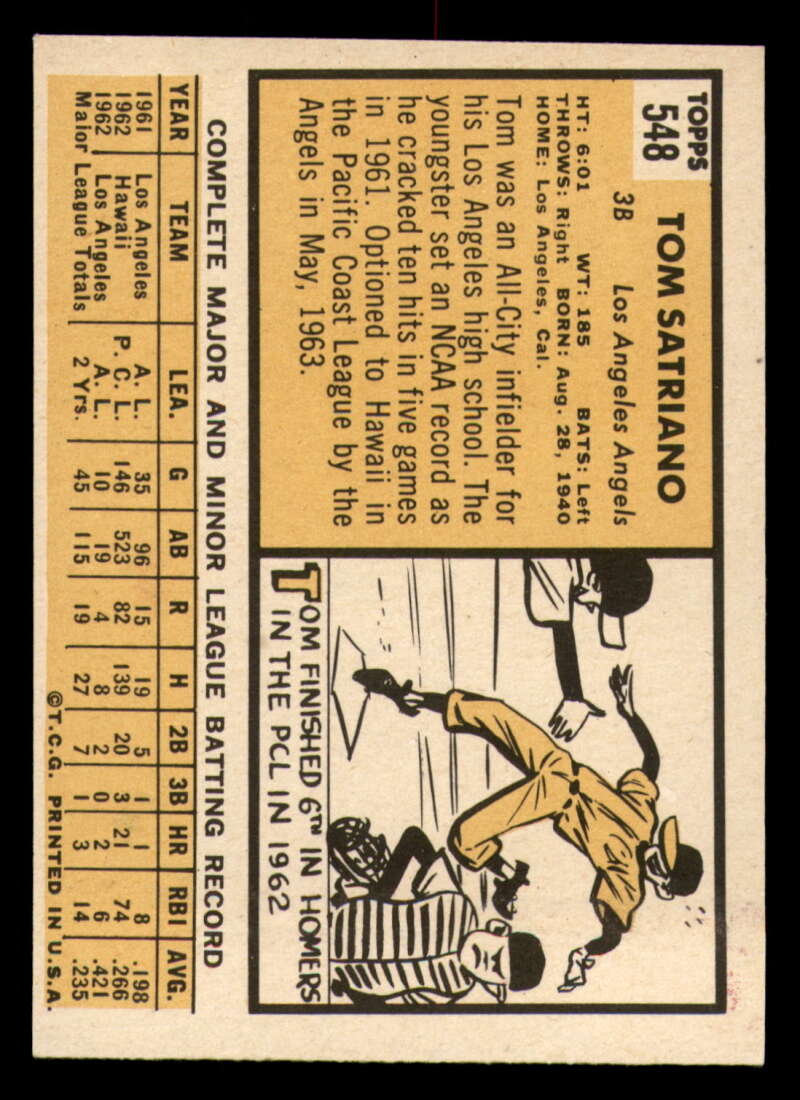 TOPPS
548
TOM SATRIANO
3B Los Angeles Angels
HT: 6:01 WT: 185 BATS: Left
THROWS: Right BORN: Aug. 28, 1940
HOME: Los Angeles, Cal.
Tom was an All-City infielder for
his Los Angeles high school. The
youngster set an NCAA record as
he cracked ten hits in five games
in 1961. Optioned to Hawaii in
the Pacific Coast League by the
Angels in May, 1963.
TOM FINISHED 6TH IN HOMERS
IN THE PCL IN 1962
COMPLETE MAJOR AND MINOR LEAGUE BATTING RECORD
YEAR TEAM LEA. G AB R H 2B 3B HR RBI AVG.
1961 Los Angeles A. L. 35 96 15 19 5 1 1 8 .198
1962 Hawaii P. C. L. 146 523 82 139 20 3 21 74 .266
1962 Los Angeles A. L. 10 19 4 8 2 0 2 6 .421
Major League Totals 2 Yrs. 45 115 19 27 7 1 3 14 .235
©T.C.G. PRINTED IN U.S.A.